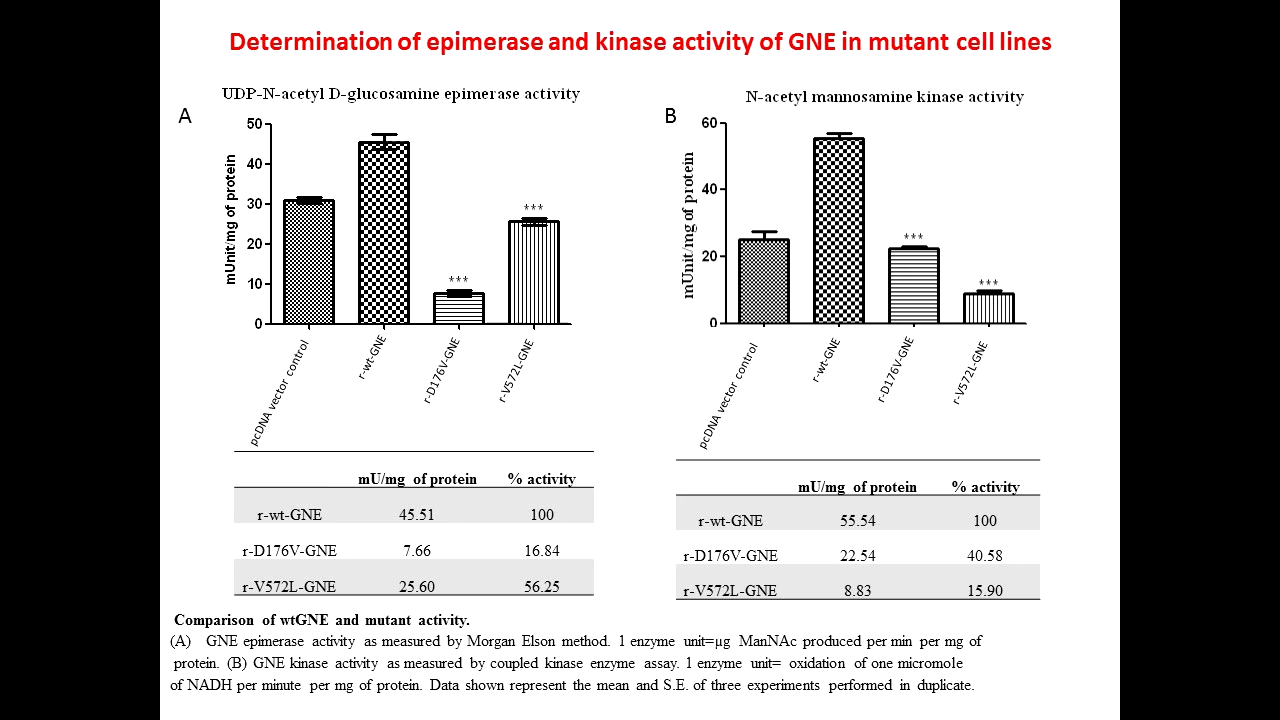 Determination of epimerase and kinase activity of GNE in mutant cell lines
UDP-N-acetyl D-glucosamine epimerase activity
A
50
40
30
20
10
0
mUnit/mg of protein
***
***
pcDNA vector control
r-wt-GNE
r-D176V-GNE
r-V572L-GNE
N-acetyl mannosamine kinase activity
B
60
40
20
0
mUnit/mg of protein
***
***
pcDNA vector control
r-wt-GNE
r-D176V-GNE
r-V572L-GNE
mU/mg of protein % activity
r-wt-GNE 45.51 100
r-D176V-GNE 7.66 16.84
r-V572L-GNE 25.60 56.25
mU/mg of protein % activity
r-wt-GNE 55.54 100
r-D176V-GNE 22.54 40.58
r-V572L-GNE 8.83 15.90
Comparison of wtGNE and mutant activity.
(A) GNE epimerase activity as measured by Morgan Elson method. 1 enzyme unit=µg ManNAc produced per min per mg of
protein. (B) GNE kinase activity as measured by coupled kinase enzyme assay. 1 enzyme unit= oxidation of one micromole
of NADH per minute per mg of protein. Data shown represent the mean and S.E. of three experiments performed in duplicate.